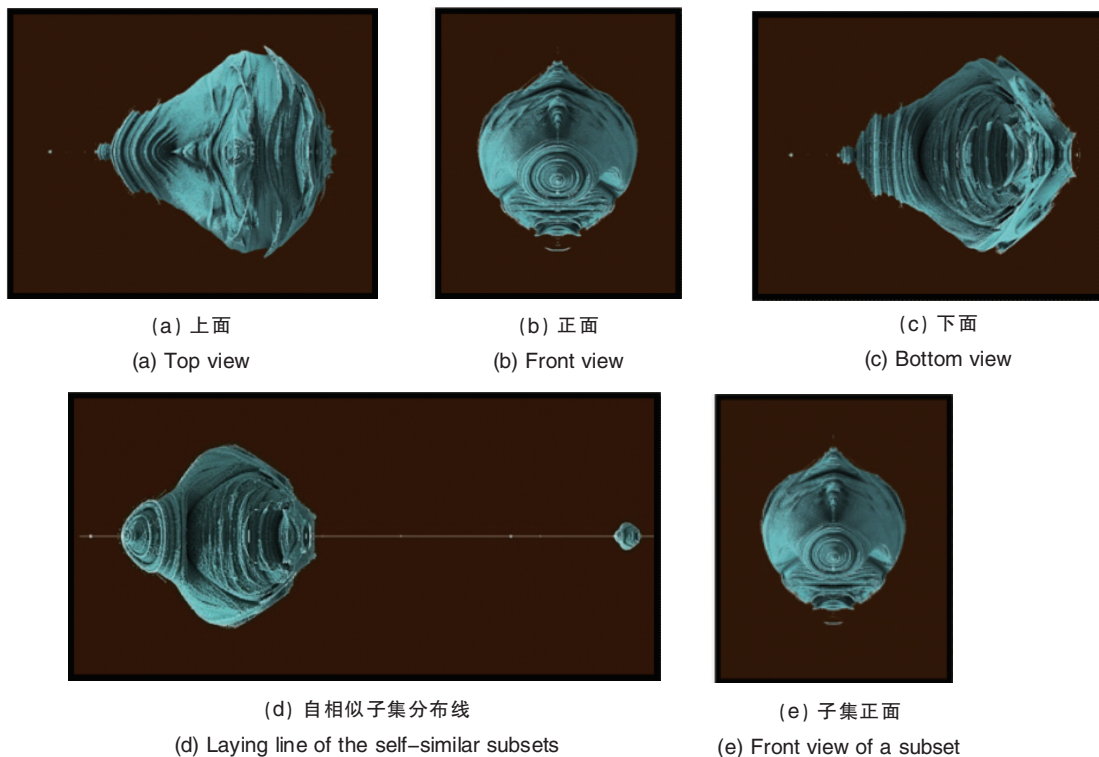 (a) 上面
(a) Top view
(b) 正面
(b) Front view
(c) 下面
(c) Bottom view
(d) 自相似子集分布线
(d) Laying line of the self-similar subsets
(e) 子集正面
(e) Front view of a subset